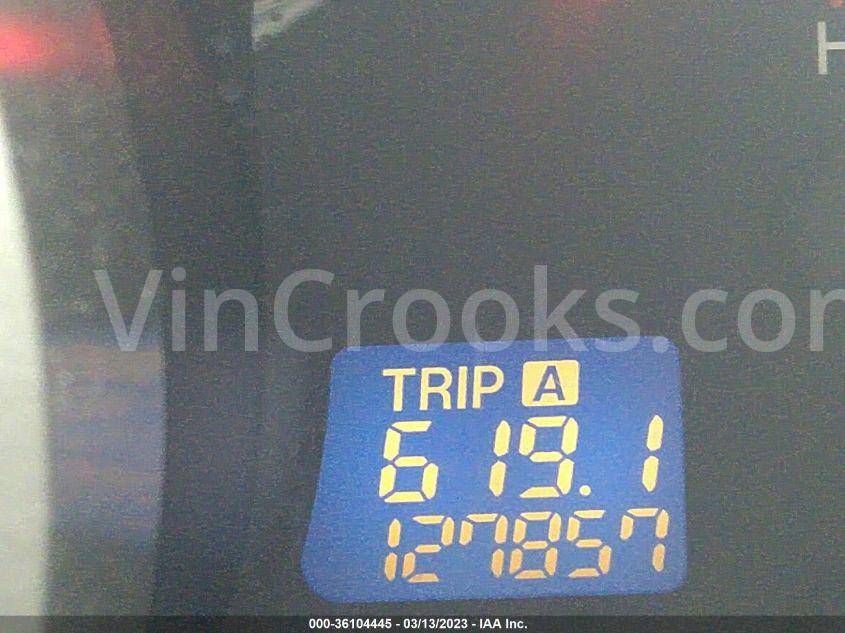 H
VinCrooks.com
TRIP A
619.1
127857
000-36104445 - 03/13/2023 - IAA Inc.